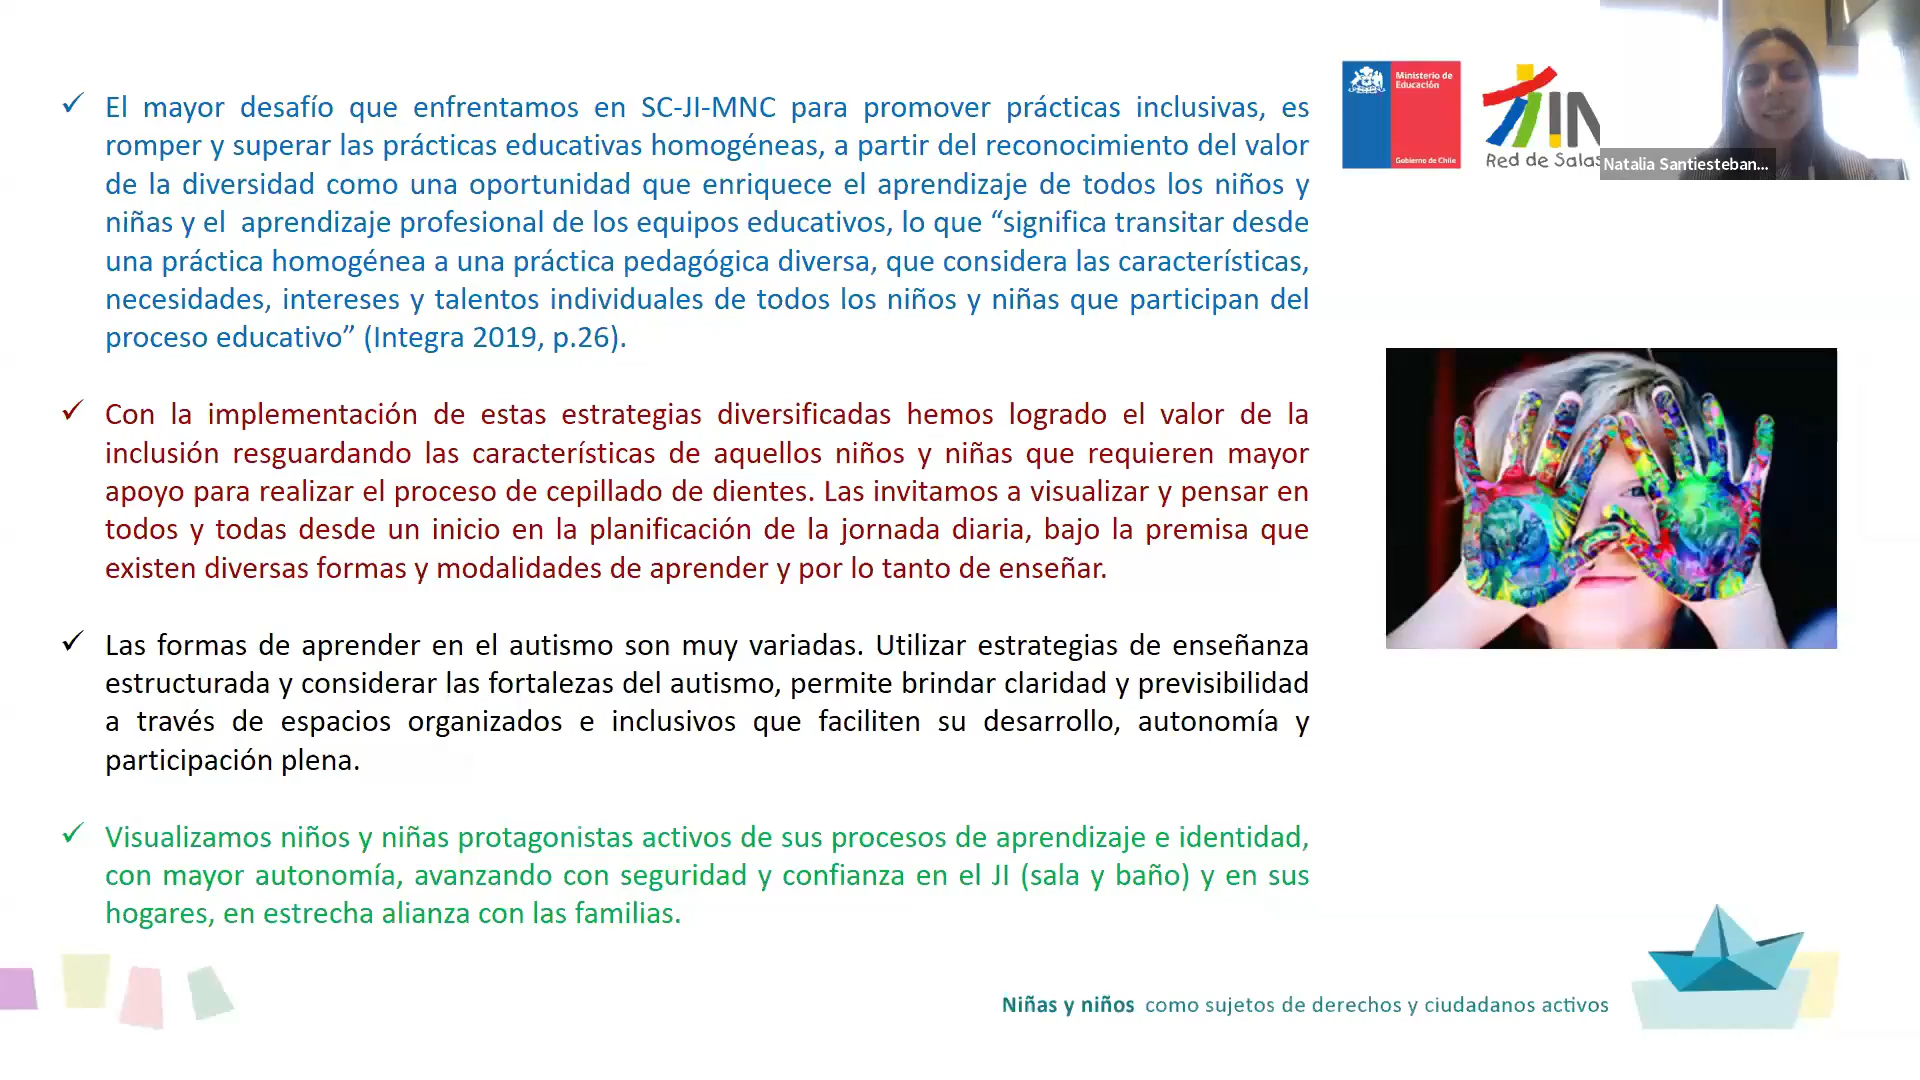 ✓ El mayor desafío que enfrentamos en SC-JI-MNC para promover prácticas inclusivas, es
romper y superar las prácticas educativas homogéneas, a partir del reconocimiento del valor
de la diversidad como una oportunidad que enriquece el aprendizaje de todos los niños y
niñas y el aprendizaje profesional de los equipos educativos, lo que “significa transitar desde
una práctica homogénea a una práctica pedagógica diversa, que considera las características,
necesidades, intereses y talentos individuales de todos los niños y niñas que participan del
proceso educativo” (Integra 2019, p.26).
✓ Con la implementación de estas estrategias diversificadas hemos logrado el valor de la
inclusión resguardando las características de aquellos niños y niñas que requieren mayor
apoyo para realizar el proceso de cepillado de dientes. Las invitamos a visualizar y pensar en
todos y todas desde un inicio en la planificación de la jornada diaria, bajo la premisa que
existen diversas formas y modalidades de aprender y por lo tanto de enseñar.
✓ Las formas de aprender en el autismo son muy variadas. Utilizar estrategias de enseñanza
estructurada y considerar las fortalezas del autismo, permite brindar claridad y previsibilidad
a través de espacios organizados e inclusivos que faciliten su desarrollo, autonomía y
participación plena.
✓ Visualizamos niños y niñas protagonistas activos de sus procesos de aprendizaje e identidad,
con mayor autonomía, avanzando con seguridad y confianza en el JI (sala y baño) y en sus
hogares, en estrecha alianza con las familias.
Ministerio de
Educación
Gobierno de Chile
IN
Red de Salas
Natalia Santiesteban...
Niñas y niños como sujetos de derechos y ciudadanos activos